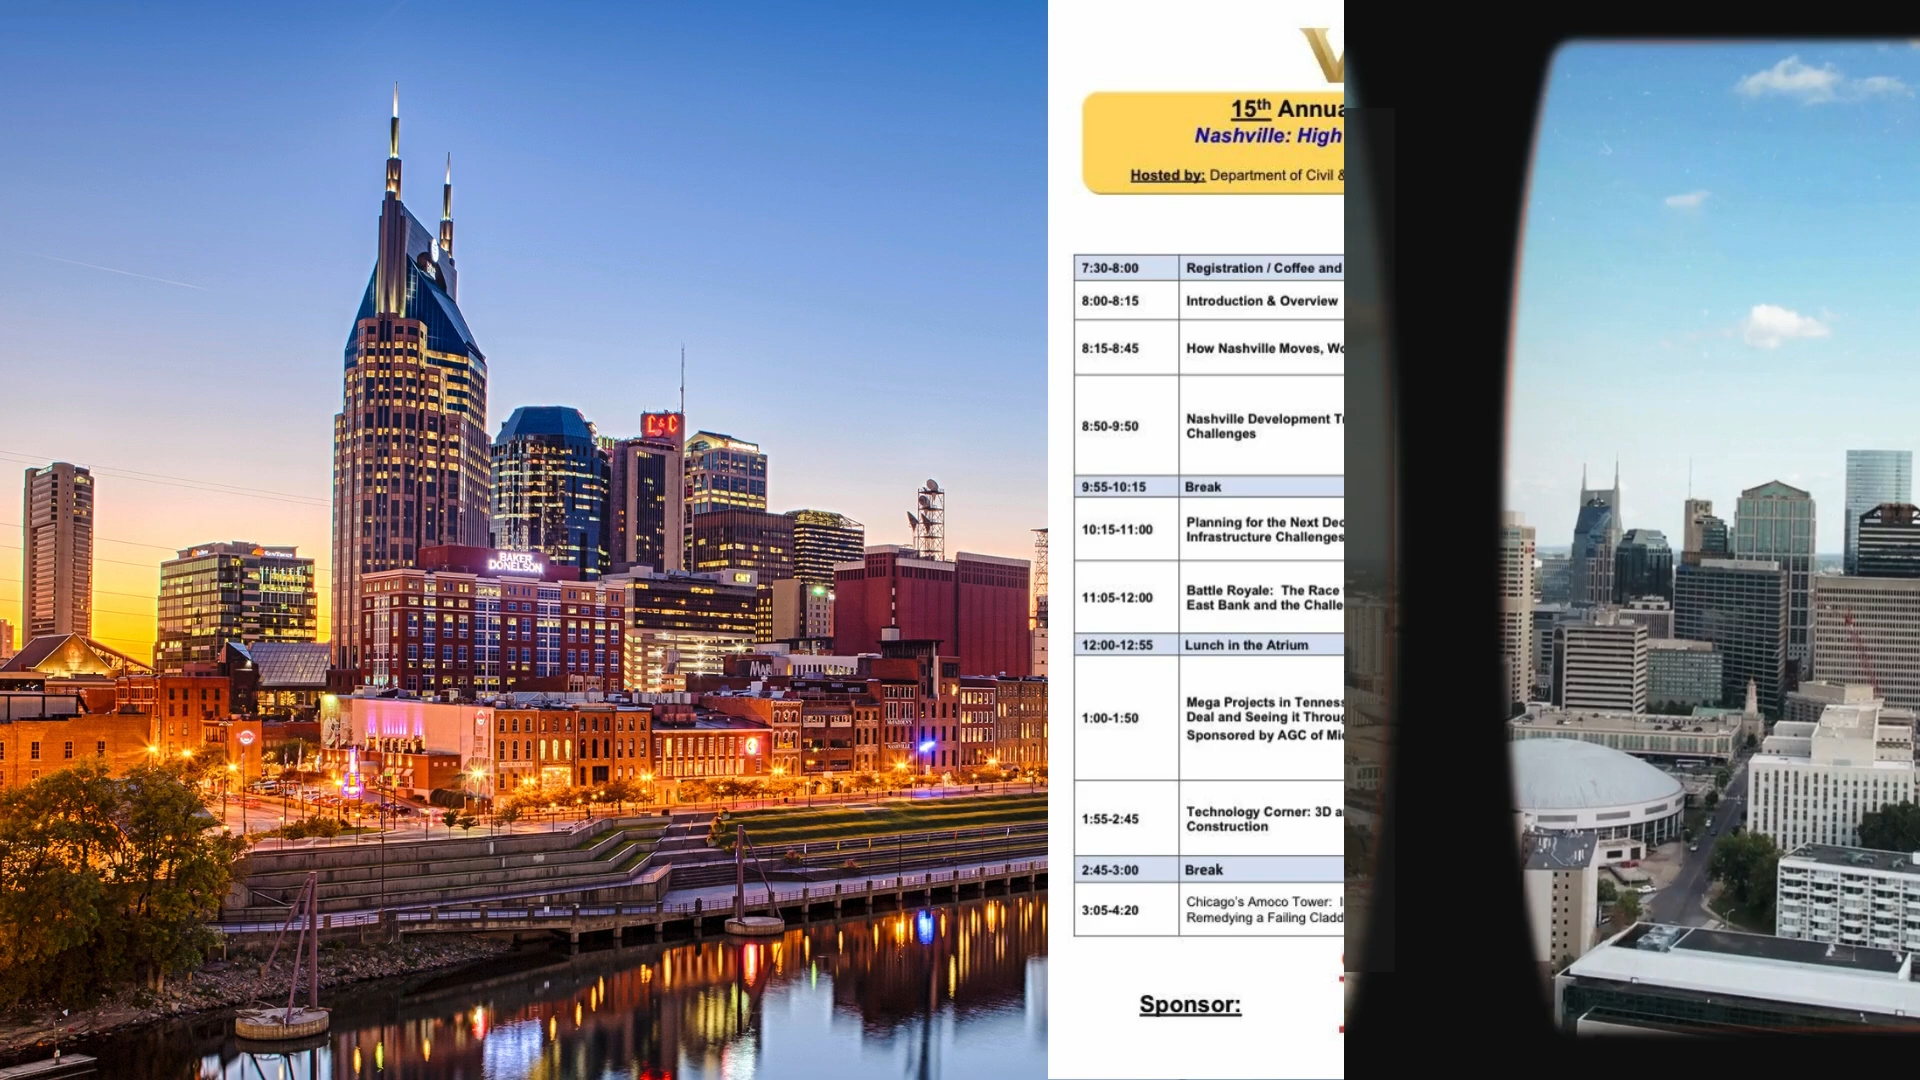 L&C
BAKER
DONELSON
SunTrust
CMT
15th Annua
Nashville: High
Hosted by: Department of Civil &
7:30-8:00 Registration / Coffee and
8:00-8:15 Introduction & Overview
8:15-8:45 How Nashville Moves, Wo
8:50-9:50 Nashville Development Tr
Challenges
9:55-10:15 Break
10:15-11:00 Planning for the Next Dec
Infrastructure Challenges
11:05-12:00 Battle Royale: The Race
East Bank and the Challe
12:00-12:55 Lunch in the Atrium
1:00-1:50 Mega Projects in Tenness
Deal and Seeing it Throug
Sponsored by AGC of Mi
1:55-2:45 Technology Corner: 3D a
Construction
2:45-3:00 Break
3:05-4:20 Chicago's Amoco Tower: I
Remedying a Failing Cladd
Sponsor: